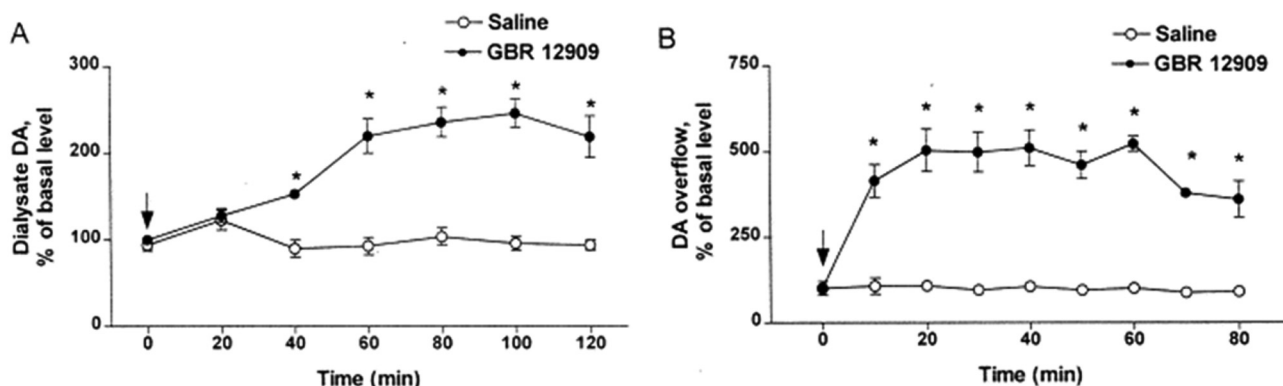 A
Saline
GBR 12909
300
200
100
0
Dialysate DA,
% of basal level
*
*
*
*
*
0 20 40 60 80 100 120
Time (min)
B
Saline
GBR 12909
750
500
250
0
DA overflow,
% of basal level
*
*
*
*
*
*
*
*
0 20 40 60 80
Time (min)